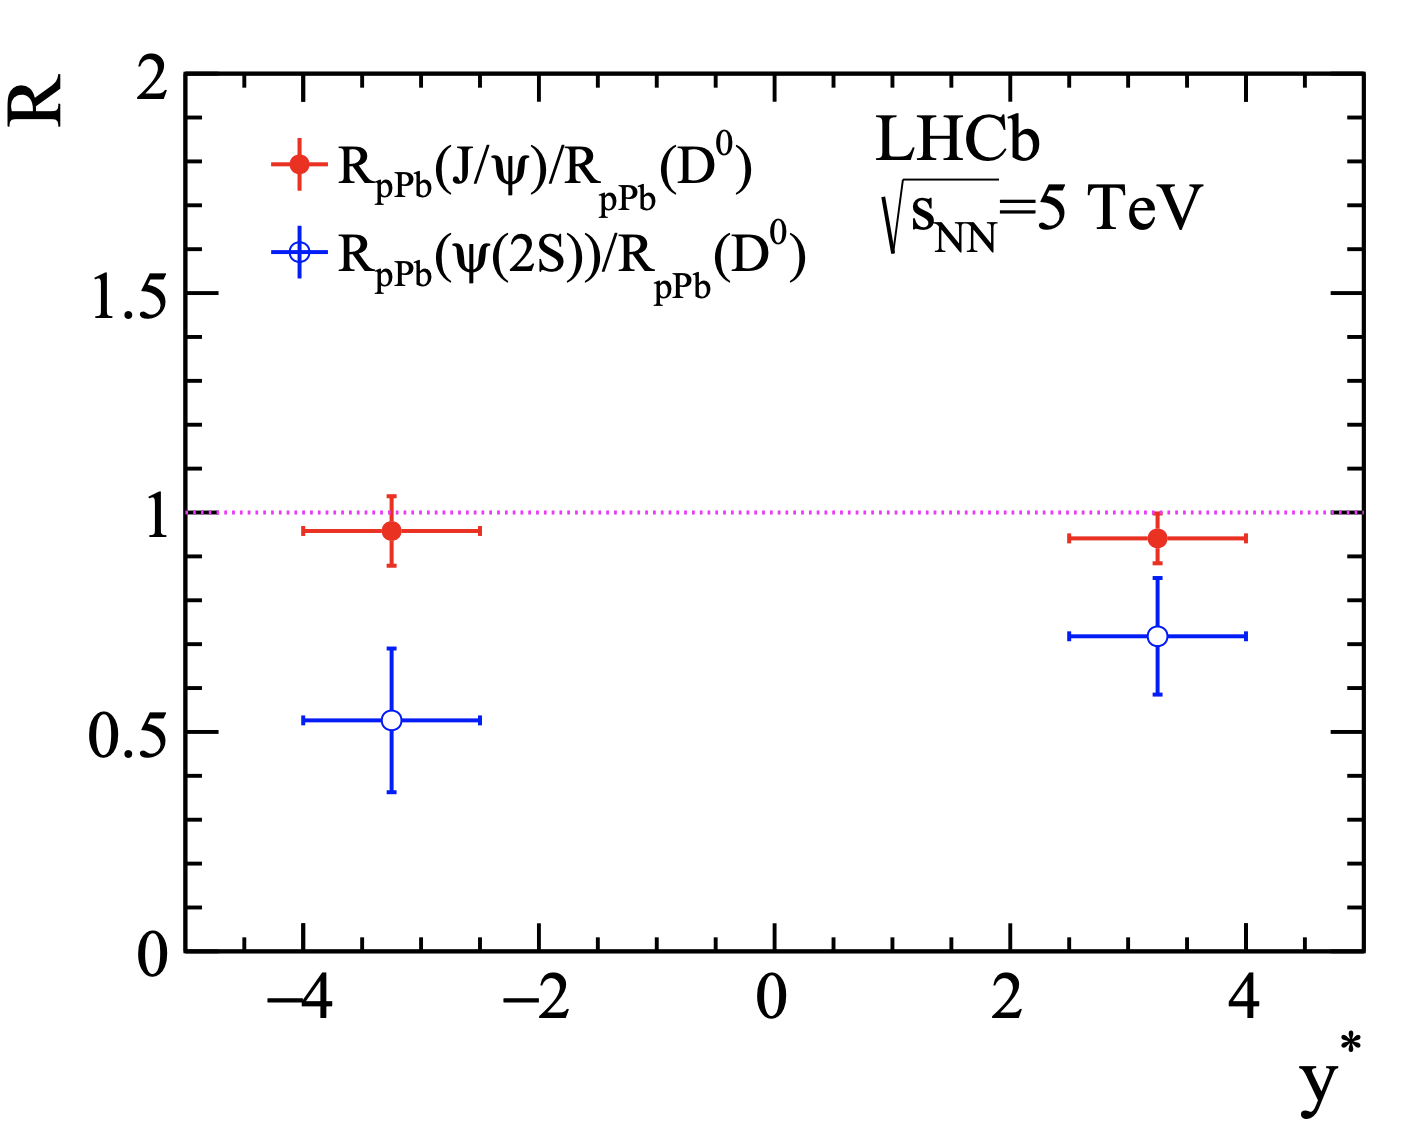 R
2
1.5
1
0.5
0
R_pPb(J/ψ)/R_pPb(D^0)
R_pPb(ψ(2S))/R_pPb(D^0)
LHCb
√s_NN=5 TeV
−4 −2 0 2 4
y*